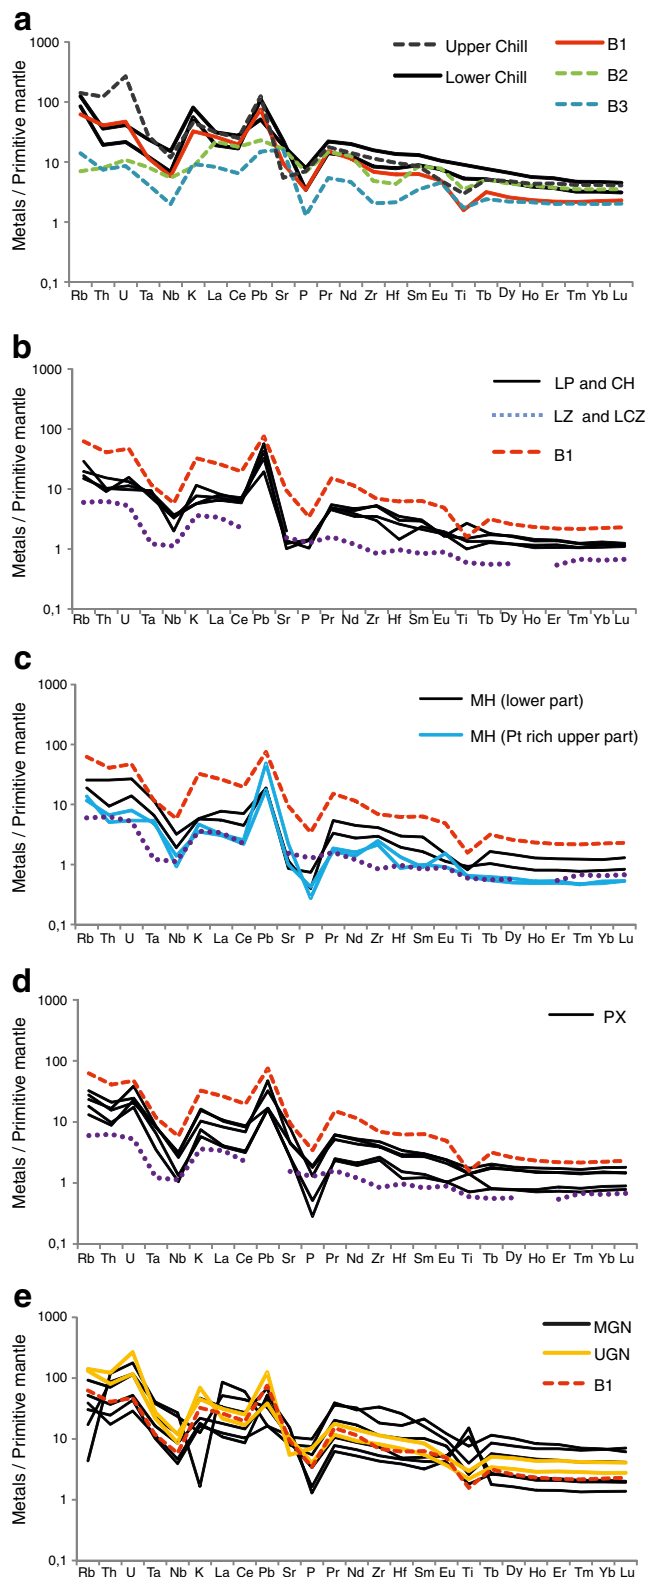 a
1000
100
10
1
0,1
Metals / Primitive mantle
Upper Chill
Lower Chill
B1
B2
B3
Rb Th U Ta Nb K La Ce Pb Sr P Pr Nd Zr Hf Sm Eu Ti Tb Dy Ho Er Tm Yb Lu
b
1000
100
10
1
0,1
Metals / Primitive mantle
LP and CH
LZ and LCZ
B1
Rb Th U Ta Nb K La Ce Pb Sr P Pr Nd Zr Hf Sm Eu Ti Tb Dy Ho Er Tm Yb Lu
c
1000
100
10
1
0,1
Metals / Primitive mantle
MH (lower part)
MH (Pt rich upper part)
Rb Th U Ta Nb K La Ce Pb Sr P Pr Nd Zr Hf Sm Eu Ti Tb Dy Ho Er Tm Yb Lu
d
1000
100
10
1
0,1
Metals / Primitive mantle
PX
Rb Th U Ta Nb K La Ce Pb Sr P Pr Nd Zr Hf Sm Eu Ti Tb Dy Ho Er Tm Yb Lu
e
1000
100
10
1
0,1
Metals / Primitive mantle
MGN
UGN
B1
Rb Th U Ta Nb K La Ce Pb Sr P Pr Nd Zr Hf Sm Eu Ti Tb Dy Ho Er Tm Yb Lu